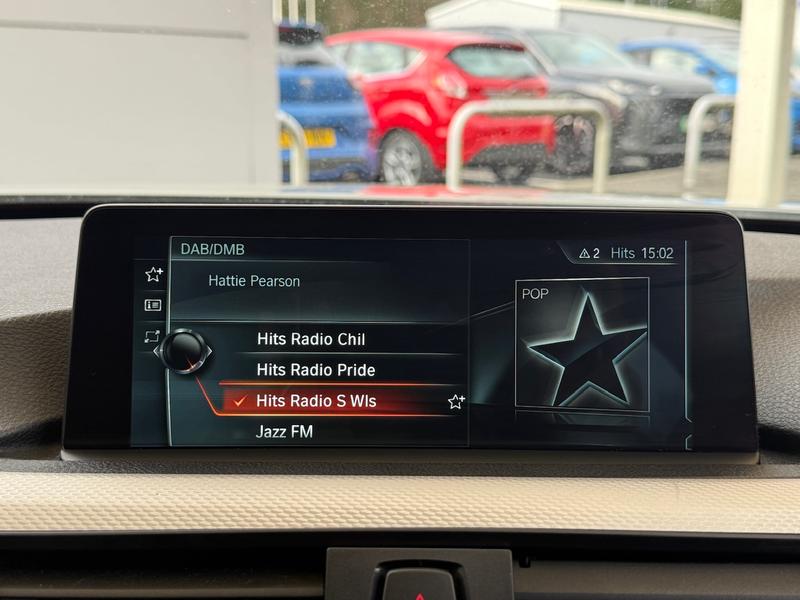 DAB/DMB
2 Hits 15:02
Hattie Pearson
POP
Hits Radio Chil
Hits Radio Pride
Hits Radio S Wls
Jazz FM